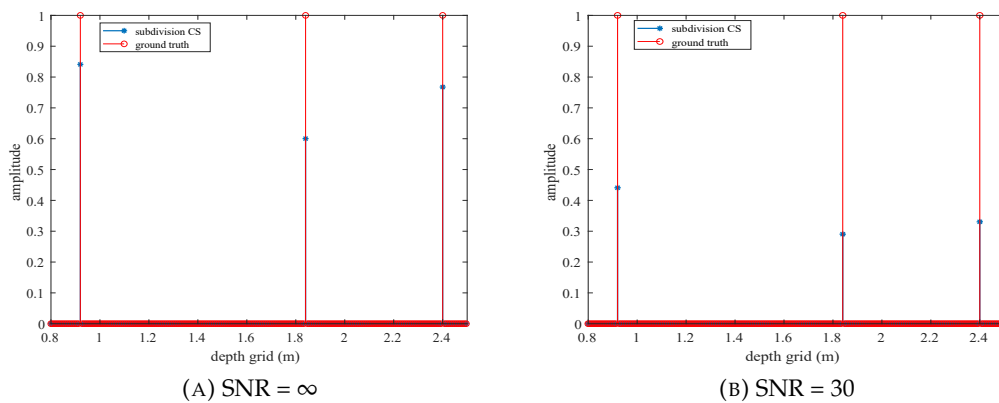 1
0.9
0.8
0.7
0.6
0.5
0.4
0.3
0.2
0.1
0
amplitude
subdivision CS
ground truth
0.8 1 1.2 1.4 1.6 1.8 2 2.2 2.4
depth grid (m)
(A) SNR = ∞
1
0.9
0.8
0.7
0.6
0.5
0.4
0.3
0.2
0.1
0
amplitude
subdivision CS
ground truth
0.8 1 1.2 1.4 1.6 1.8 2 2.2 2.4
depth grid (m)
(B) SNR = 30